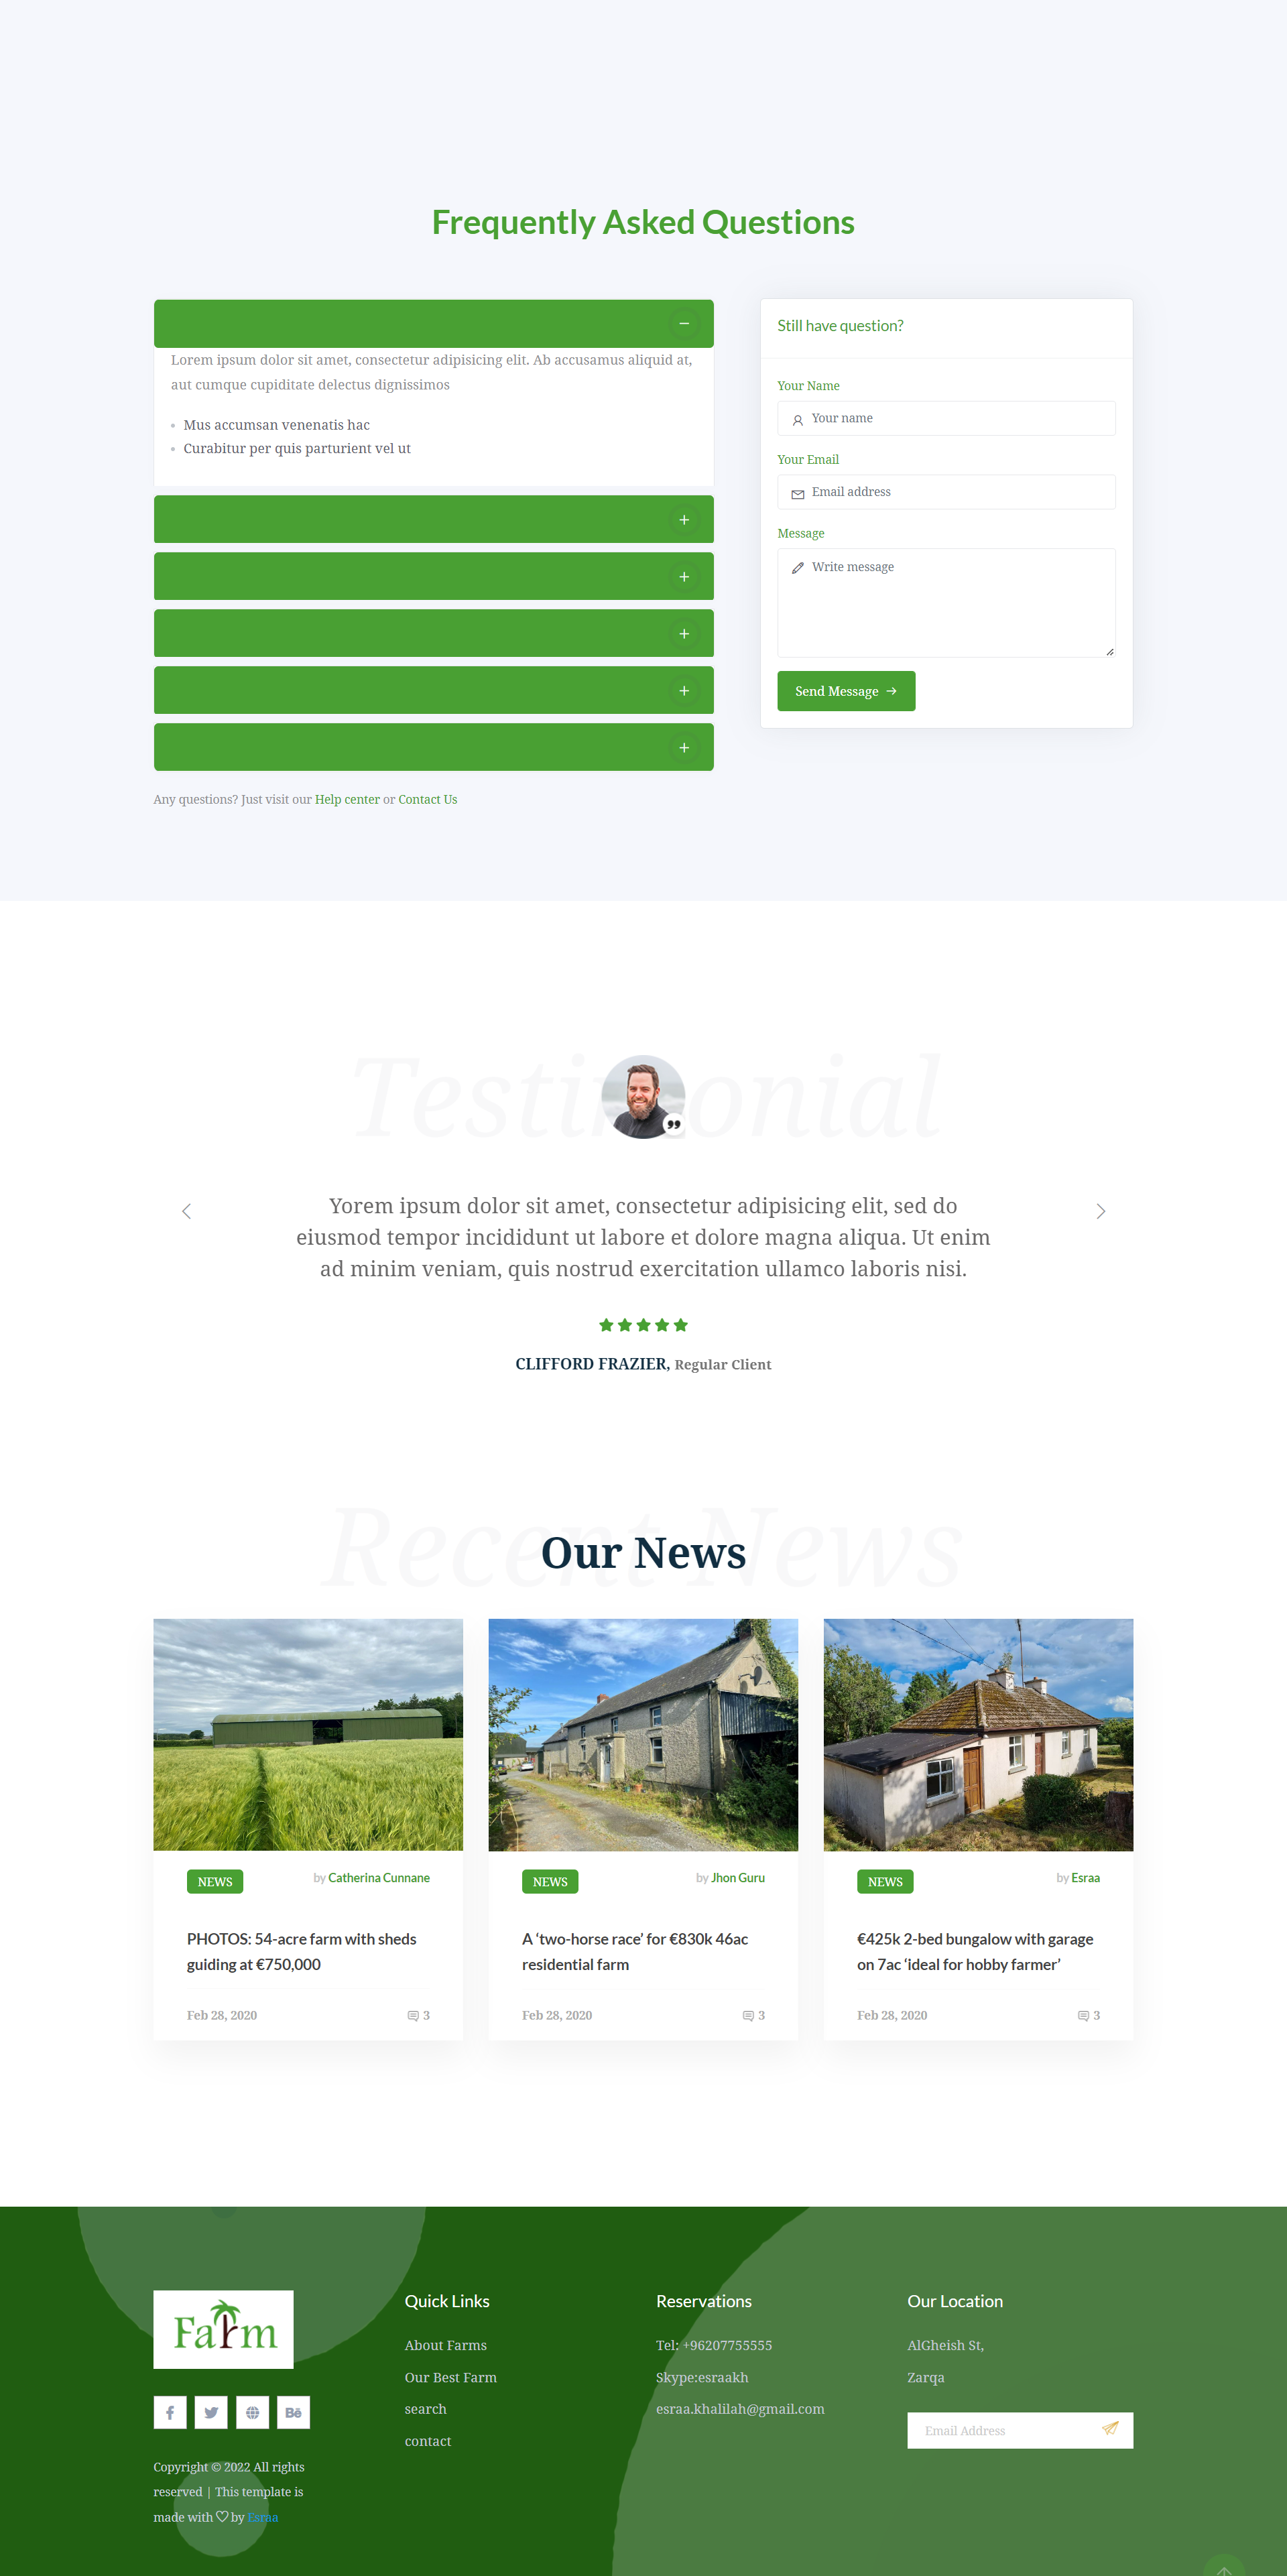 Frequently Asked Questions
Lorem ipsum dolor sit amet, consectetur adipisicing elit. Ab accusamus aliquid at,
aut cumque cupiditate delectus dignissimos
Mus accumsan venenatis hac
Curabitur per quis parturient vel ut
Any questions? Just visit our Help center or Contact Us
Still have question?
Your Name
Your name
Your Email
Email address
Message
Write message
Send Message
Testimonial
Yorem ipsum dolor sit amet, consectetur adipisicing elit, sed do
eiusmod tempor incididunt ut labore et dolore magna aliqua. Ut enim
ad minim veniam, quis nostrud exercitation ullamco laboris nisi.
CLIFFORD FRAZIER, Regular Client
Recent News
Our News
NEWS
by Catherina Cunnane
PHOTOS: 54-acre farm with sheds
guiding at €750,000
Feb 28, 2020
3
NEWS
by Jhon Guru
A ‘two-horse race’ for €830k 46ac
residential farm
Feb 28, 2020
3
NEWS
by Esraa
€425k 2-bed bungalow with garage
on 7ac ‘ideal for hobby farmer’
Feb 28, 2020
3
Farm
Bē
Copyright © 2022 All rights
reserved | This template is
made with ♡ by Esraa
Quick Links
About Farms
Our Best Farm
search
contact
Reservations
Tel: +96207755555
Skype:esraakh
esraa.khalilah@gmail.com
Our Location
AlGheish St,
Zarqa
Email Address